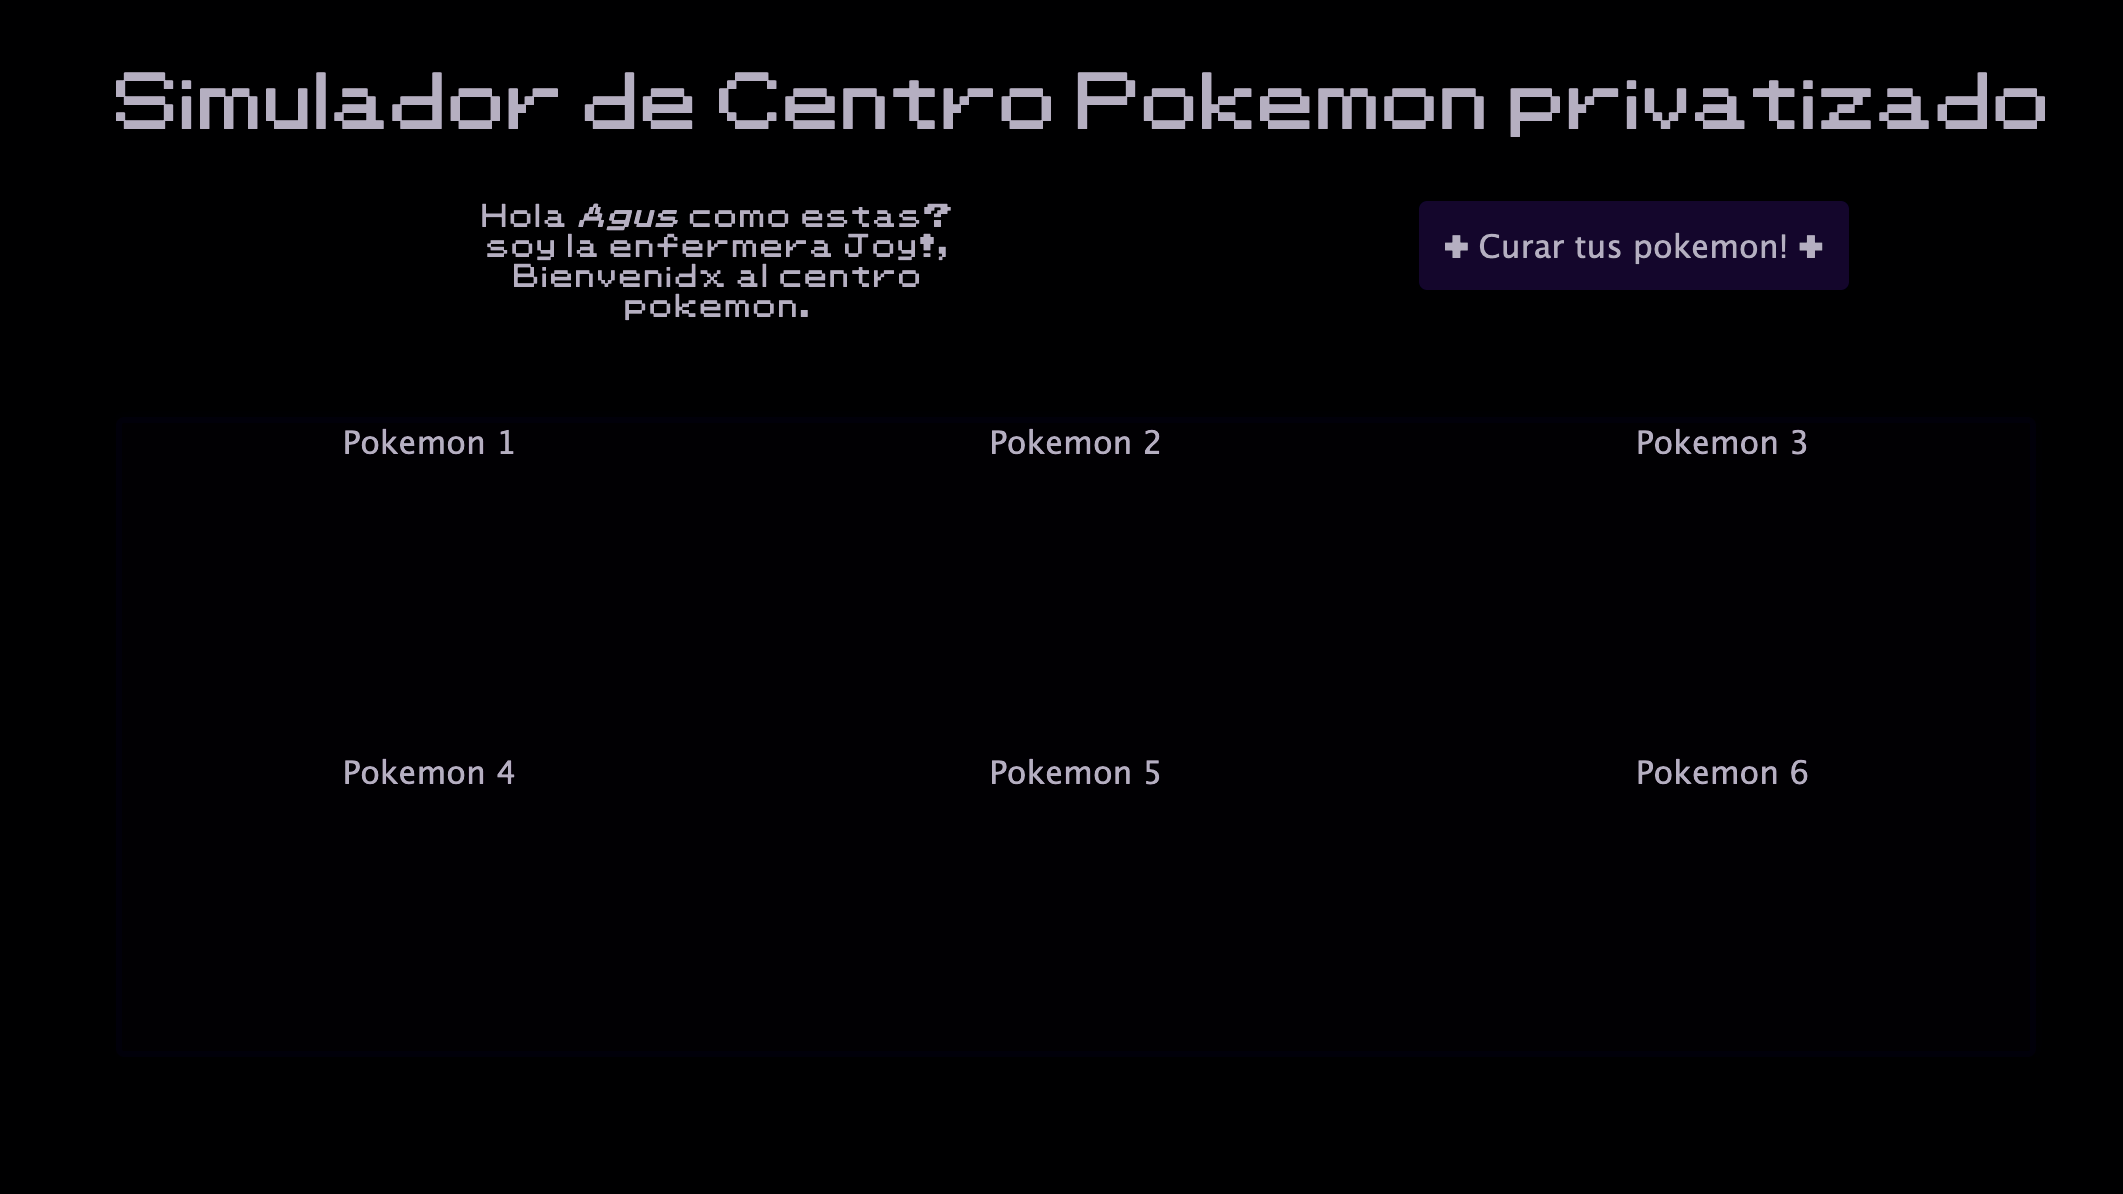 Simulador de Centro Pokemon privatizado
Hola Agus como estas?
soy la enfermera Joy!,
Bienvenidx al centro
pokemon.
✚ Curar tus pokemon! ✚
Pokemon 1
Pokemon 2
Pokemon 3
Pokemon 4
Pokemon 5
Pokemon 6